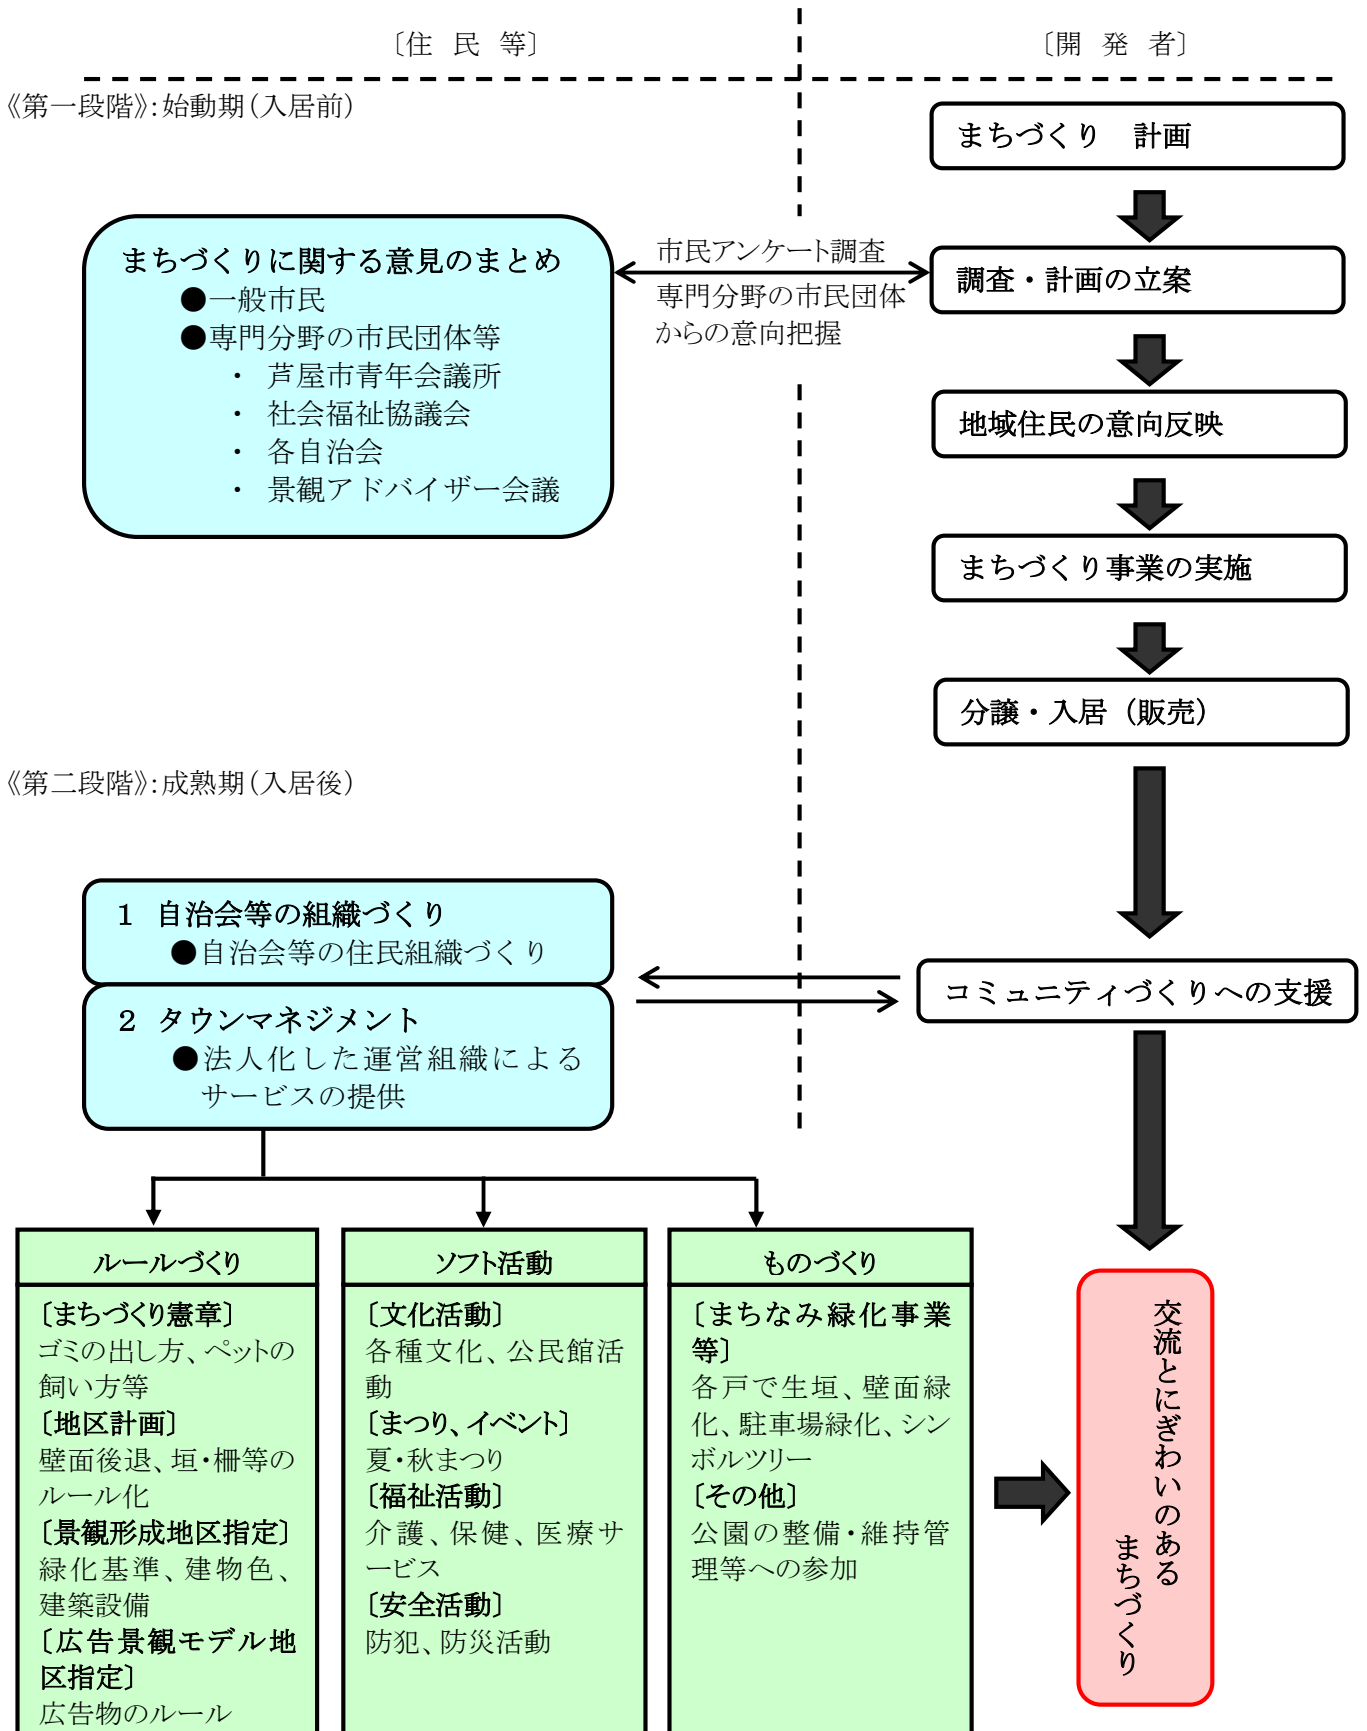 〔住 民 等〕
〔開 発 者〕
《第一段階》:始動期(入居前)
まちづくり 計画
まちづくりに関する意見のまとめ
●一般市民
●専門分野の市民団体等
・ 芦屋市青年会議所
・ 社会福祉協議会
・ 各自治会
・ 景観アドバイザー会議
市民アンケート調査
専門分野の市民団体
からの意向把握
調査・計画の立案
地域住民の意向反映
まちづくり事業の実施
分譲・入居（販売）
《第二段階》:成熟期(入居後)
１ 自治会等の組織づくり
●自治会等の住民組織づくり
２ タウンマネジメント
●法人化した運営組織による
サービスの提供
コミュニティづくりへの支援
ルールづくり
〔まちづくり憲章〕
ゴミの出し方、ペットの
飼い方等
〔地区計画〕
壁面後退、垣・柵等の
ルール化
〔景観形成地区指定〕
緑化基準、建物色、
建築設備
〔広告景観モデル地
区指定〕
広告物のルール
ソフト活動
〔文化活動〕
各種文化、公民館活
動
〔まつり、イベント〕
夏・秋まつり
〔福祉活動〕
介護、保健、医療サ
ービス
〔安全活動〕
防犯、防災活動
ものづくり
〔まちなみ緑化事業
等〕
各戸で生垣、壁面緑
化、駐車場緑化、シン
ボルツリー
〔その他〕
公園の整備・維持管
理等への参加
交流とにぎわいのある
まちづくり